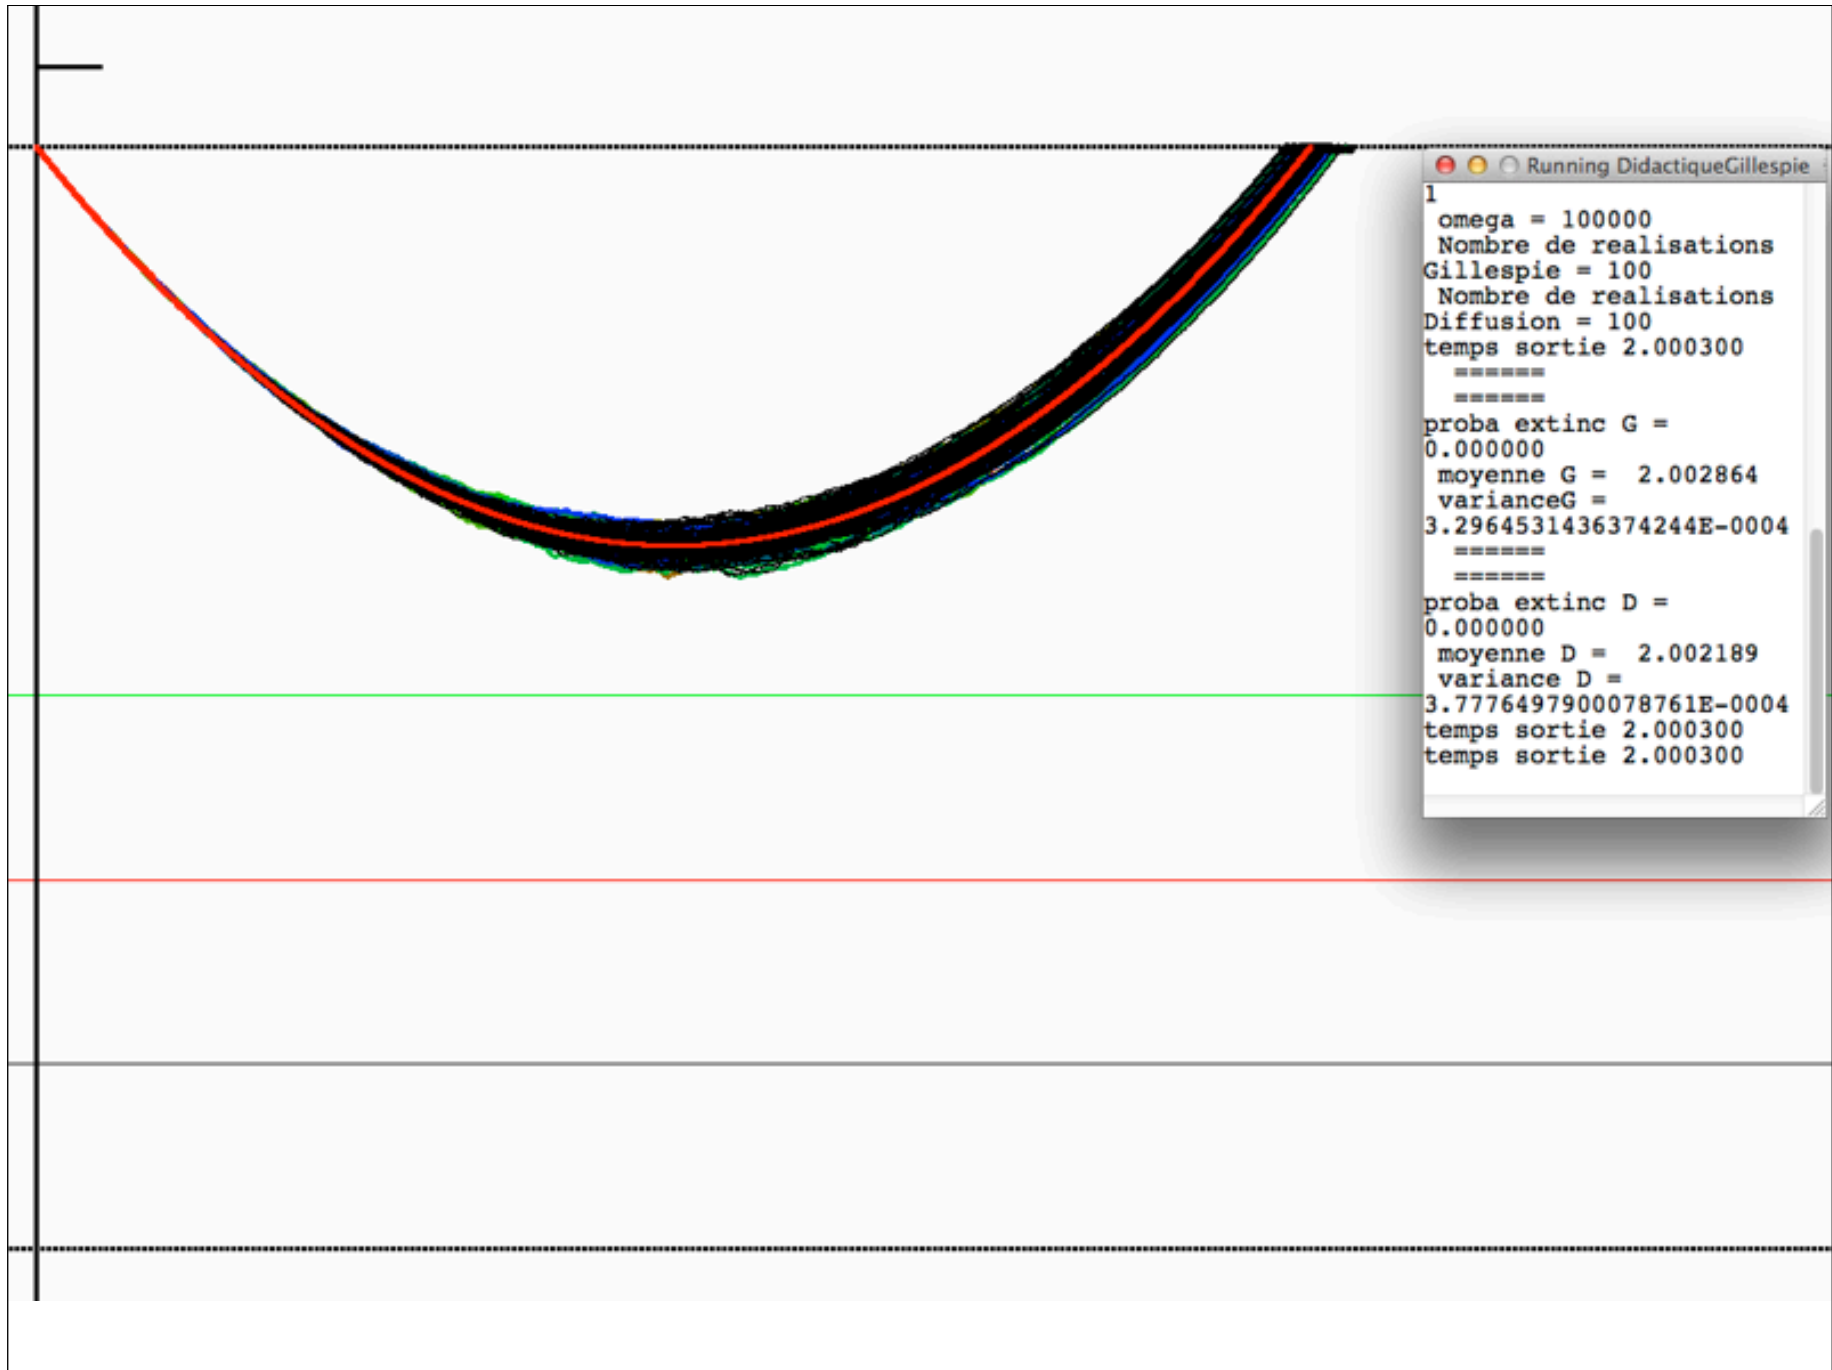 Running DidactiqueGillespie
1
omega = 100000
Nombre de realisations
Gillespie = 100
Nombre de realisations
Diffusion = 100
temps sortie 2.000300
======
======
proba extinc G =
0.000000
moyenne G =  2.002864
varianceG =
3.2964531436374244E-0004
======
======
proba extinc D =
0.000000
moyenne D =  2.002189
variance D =
3.7776497900078761E-0004
temps sortie 2.000300
temps sortie 2.000300